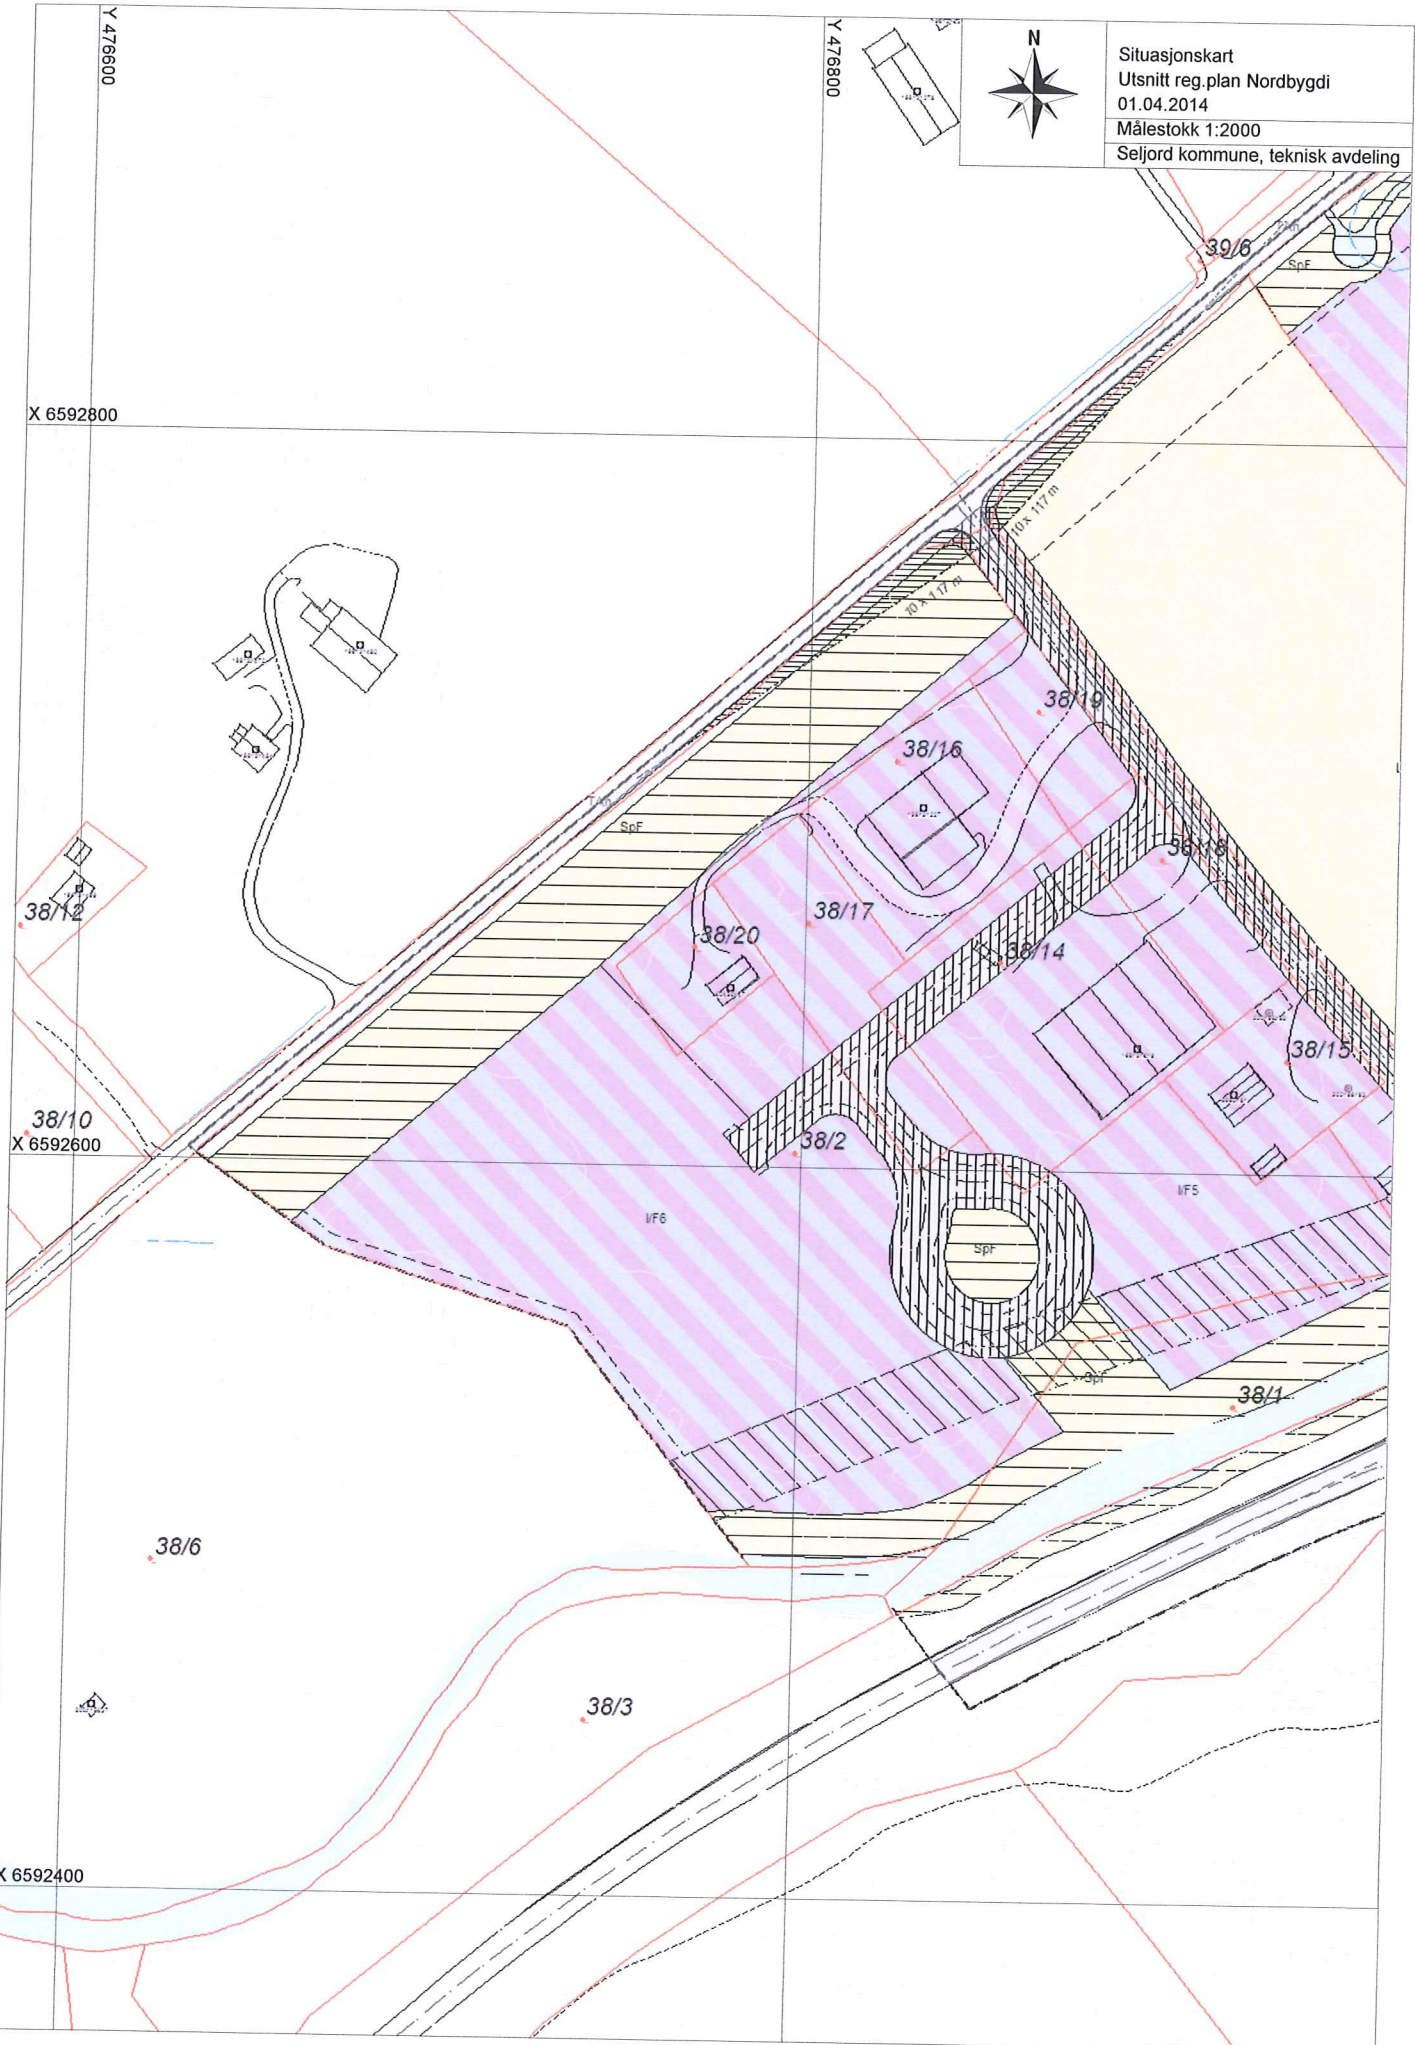 Y 476600
Y 476800
N
Situasjonskart
Utsnitt reg.plan Nordbygdi
01.04.2014
Målestokk 1:2000
Seljord kommune, teknisk avdeling
39/6
SpF
X 6592800
10 x 117 m
10 x 117 m
38/19
38/16
SpF
38/18
38/12
38/17
38/20
38/14
38/15
38/10
X 6592600
38/2
I/F6
I/F5
SpF
SpF
38/1
38/6
38/3
X 6592400